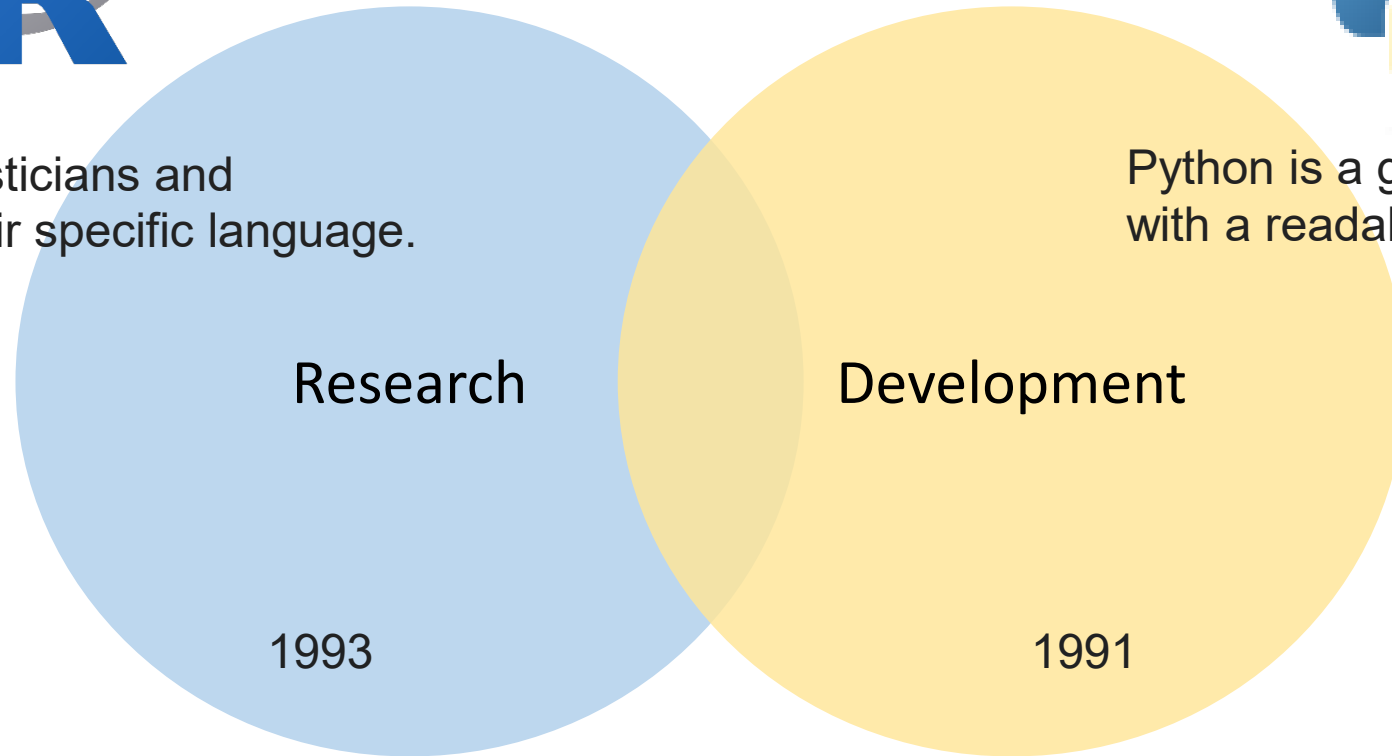 sticians and
ir specific language.
Python is a g
with a readal
Research
Development
1993
1991